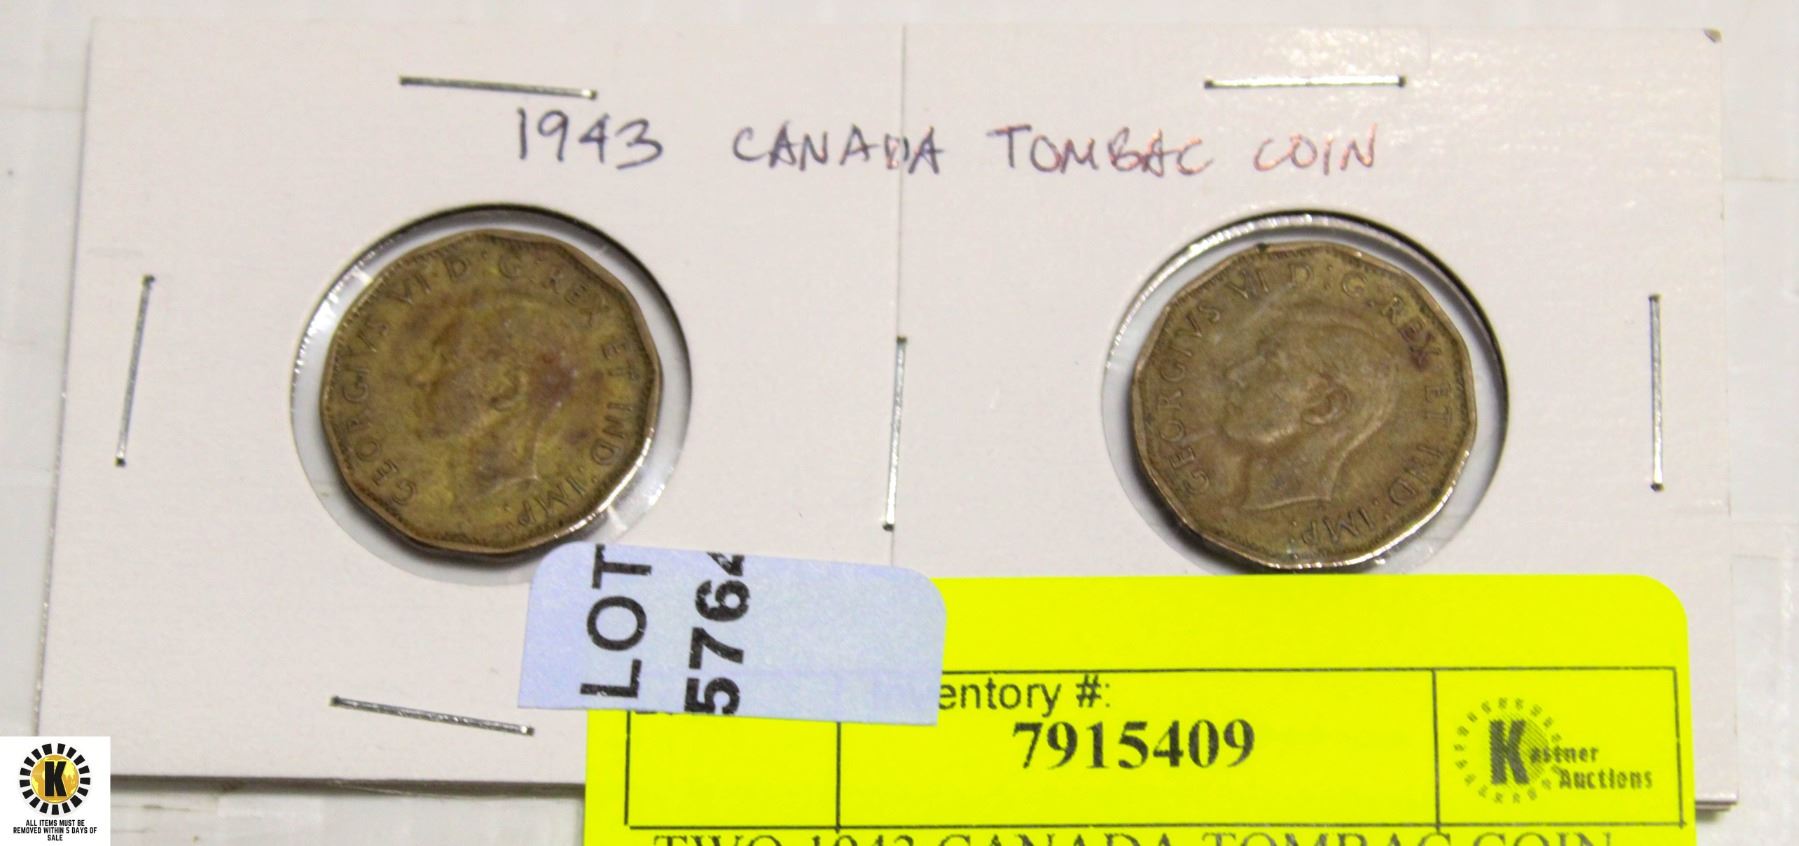 1943 CANADA TOMBAC COIN
GEORGIVS VI D:G:REX ET IND:IMP:
GEORGIVS VI D:G:REX ET IND:IMP:
LOT
5764
Inventory #:
7915409
Kastner
Auctions
TWO 1943 CANADA TOMBAC COIN
K
ALL ITEMS MUST BE
REMOVED WITHIN 5 DAYS OF
SALE